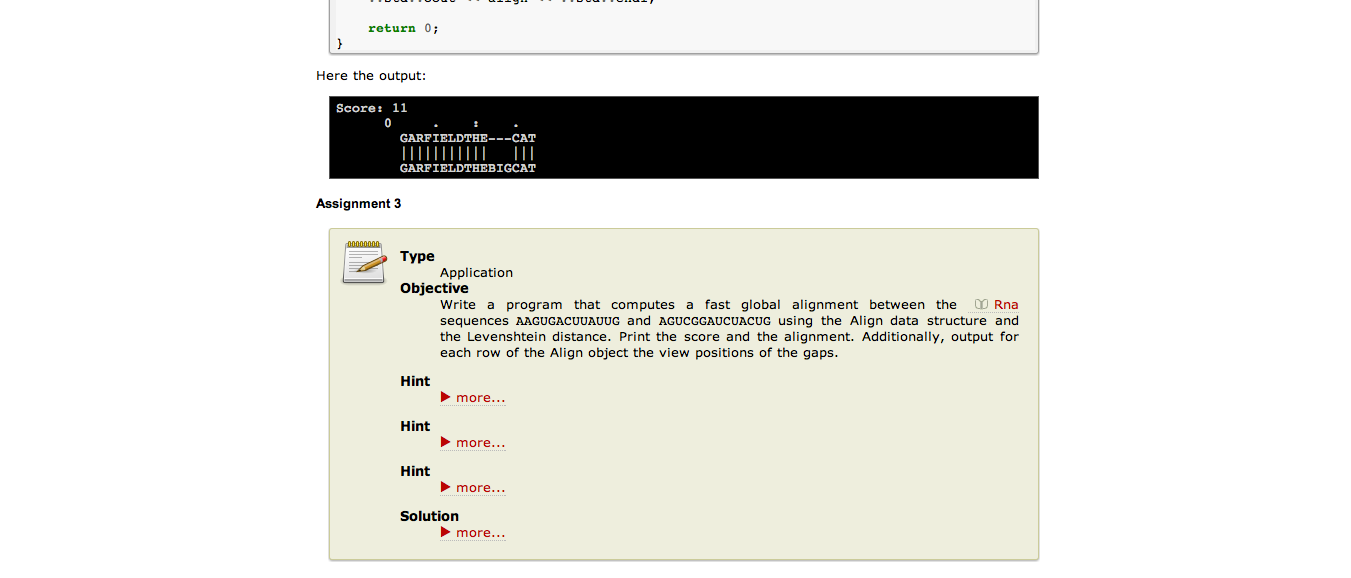 return 0;
}
Here the output:
Score: 11
0 . : .
GARFIELDTHE---CAT
||||||||||| |||
GARFIELDTHEBIGCAT
Assignment 3
Type
Application
Objective
Write a program that computes a fast global alignment between the Rna
sequences AAGUGACUUAUUG and AGUCGGAUCUACUG using the Align data structure and
the Levenshtein distance. Print the score and the alignment. Additionally, output for
each row of the Align object the view positions of the gaps.
Hint
more...
Hint
more...
Hint
more...
Solution
more...